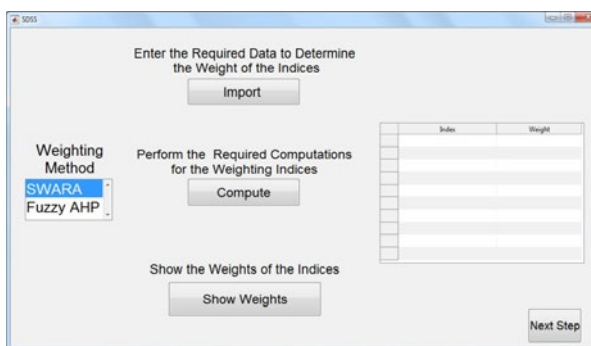 SDSS
Enter the Required Data to Determine
the Weight of the Indices
Import
Weighting
Method
SWARA
Fuzzy AHP
Perform the Required Computations
for the Weighting Indices
Compute
Index Weight
Show the Weights of the Indices
Show Weights
Next Step